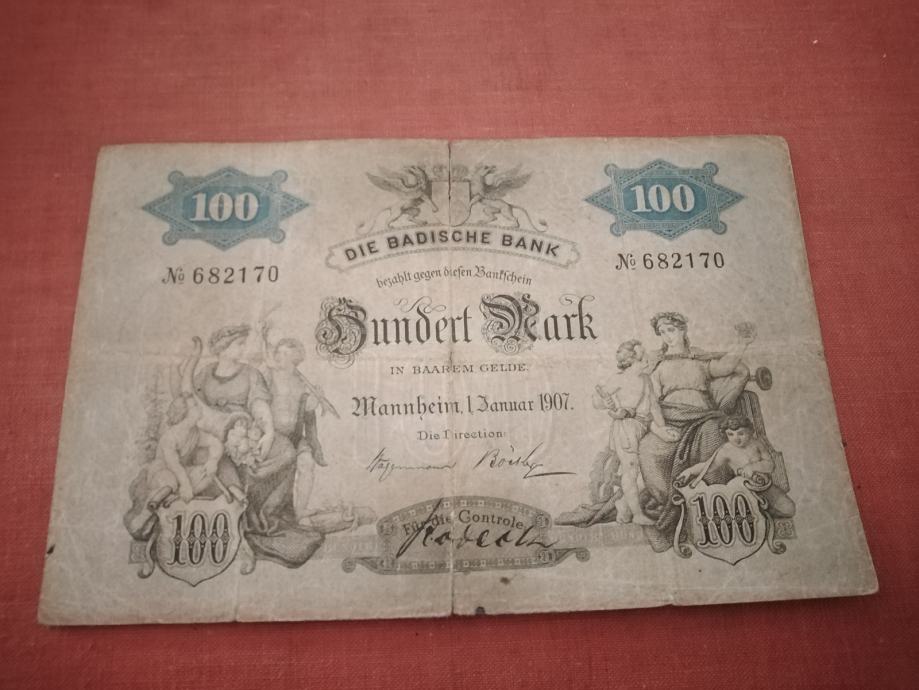 100 100
DIE BADISCHE BANK
№ 682170 № 682170
bezahlt gegen diesen Bankschein
Hundert Mark
IN BAAREM GELDE.
Mannheim, 1. Januar 1907.
Die Direction:
Für die Controle
100 100